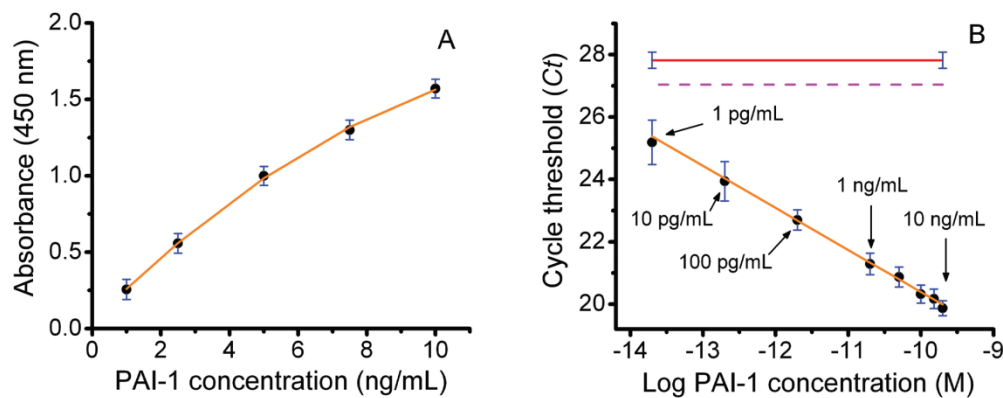 A
Absorbance (450 nm)
2.0
1.5
1.0
0.5
0.0
0 2 4 6 8 10
PAI-1 concentration (ng/mL)
B
Cycle threshold (Ct)
28
26
24
22
20
1 pg/mL
10 pg/mL
100 pg/mL
1 ng/mL
10 ng/mL
-14 -13 -12 -11 -10 -9
Log PAI-1 concentration (M)